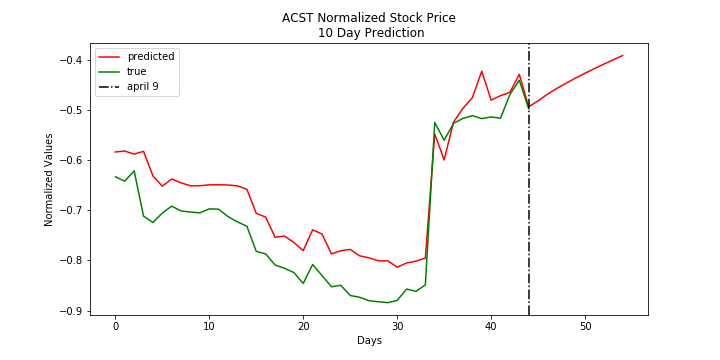 ACST Normalized Stock Price
10 Day Prediction
predicted
true
april 9
Normalized Values
−0.4
−0.5
−0.6
−0.7
−0.8
−0.9
0 10 20 30 40 50
Days